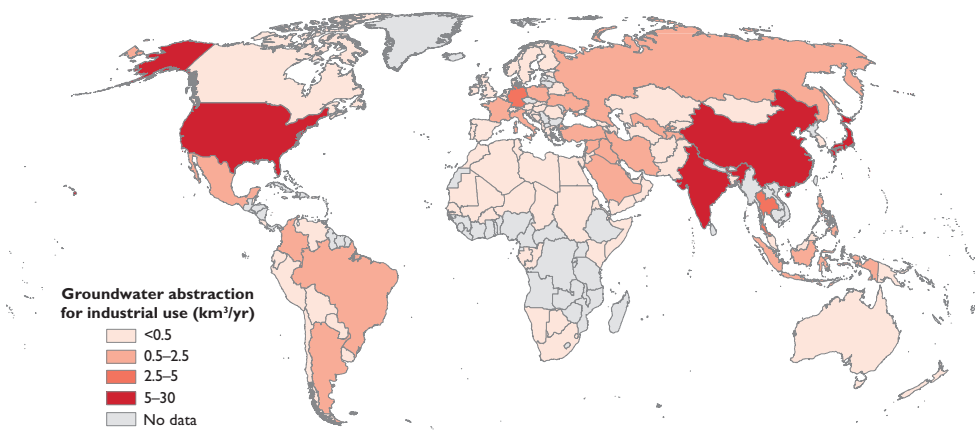 Groundwater abstraction
for industrial use (km³/yr)
<0.5
0.5–2.5
2.5–5
5–30
No data